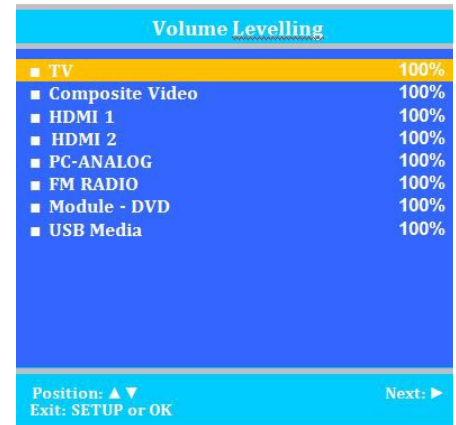 Volume Levelling
■ TV 100%
■ Composite Video 100%
■ HDMI 1 100%
■ HDMI 2 100%
■ PC-ANALOG 100%
■ FM RADIO 100%
■ Module - DVD 100%
■ USB Media 100%
Position: ▲ ▼ Next: ►
Exit: SETUP or OK